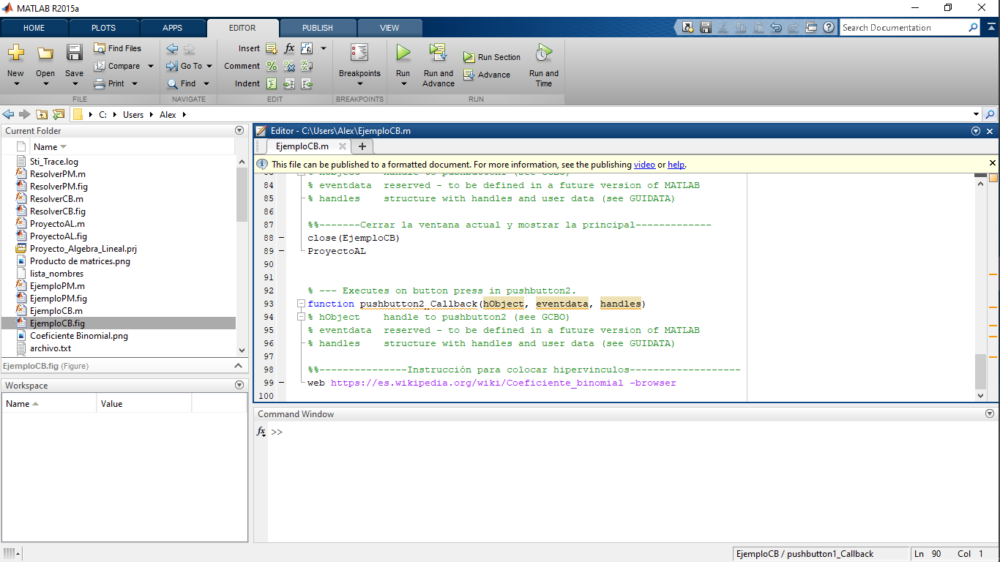 MATLAB R2015a
HOME PLOTS APPS EDITOR PUBLISH VIEW
Search Documentation
New Open Save
Find Files
Compare
Print
FILE
Go To
Find
NAVIGATE
Insert fx
Comment
Indent
EDIT
Breakpoints
BREAKPOINTS
Run
Run and Advance
Run Section
Advance
Run and Time
RUN
C: Users Alex
Current Folder
Name
Sti_Trace.log
ResolverPM.m
ResolverPM.fig
ResolverCB.m
ResolverCB.fig
ProyectoAL.m
ProyectoAL.fig
Proyecto_Algebra_Lineal.prj
Producto de matrices.png
lista_nombres
EjemploPM.m
EjemploPM.fig
EjemploCB.m
EjemploCB.fig
Coeficiente Binomial.png
archivo.txt
EjemploCB.fig (Figure)
Workspace
Name Value
Editor - C:\Users\Alex\EjemploCB.m
EjemploCB.m
This file can be published to a formatted document. For more information, see the publishing video or help.
83 % hObject    handle to pushbutton1 (see GCBO)
84 % eventdata  reserved - to be defined in a future version of MATLAB
85 % handles    structure with handles and user data (see GUIDATA)
86
87 %%-------Cerrar la ventana actual y mostrar la principal-------------
88 - close(EjemploCB)
89 - ProyectoAL
90
91
92 % --- Executes on button press in pushbutton2.
93 function pushbutton2_Callback(hObject, eventdata, handles)
94 % hObject    handle to pushbutton2 (see GCBO)
95 % eventdata  reserved - to be defined in a future version of MATLAB
96 % handles    structure with handles and user data (see GUIDATA)
97
98 %%---------------Instrucción para colocar hipervinculos-------------------
99 - web https://es.wikipedia.org/wiki/Coeficiente_binomial -browser
100
Command Window
fx >>
EjemploCB / pushbutton1_Callback
Ln 90 Col 1